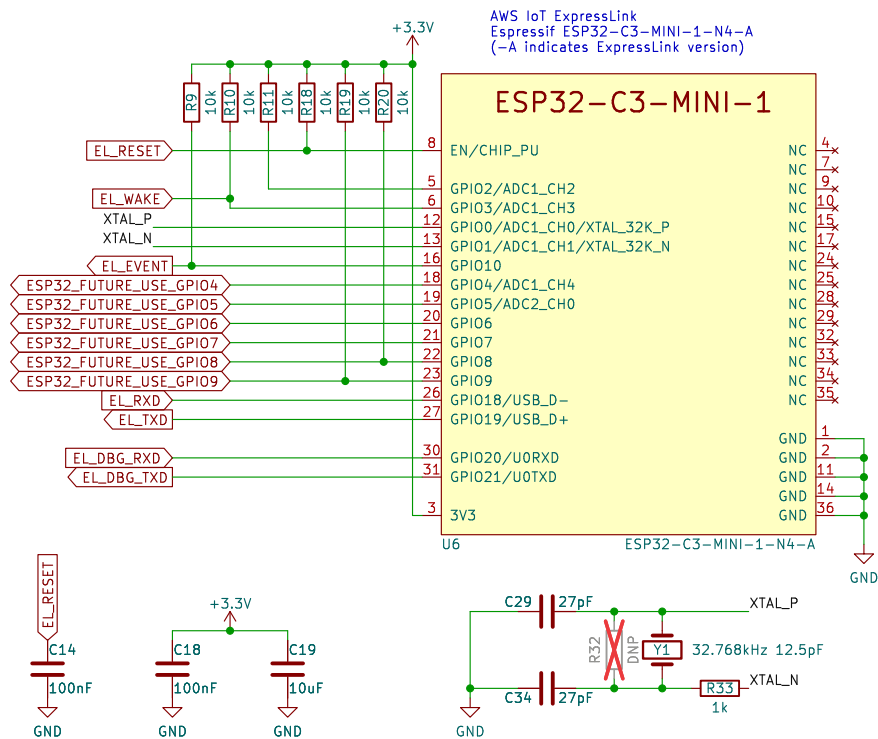 AWS IoT ExpressLink
Espressif ESP32-C3-MINI-1-N4-A
(-A indicates ExpressLink version)
+3.3V
R9 10k
R10 10k
R11 10k
R18 10k
R19 10k
R20 10k
ESP32-C3-MINI-1
EL_RESET 8 EN/CHIP_PU
5 GPIO2/ADC1_CH2
EL_WAKE 6 GPIO3/ADC1_CH3
XTAL_P 12 GPIO0/ADC1_CH0/XTAL_32K_P
XTAL_N 13 GPIO1/ADC1_CH1/XTAL_32K_N
EL_EVENT 16 GPIO10
ESP32_FUTURE_USE_GPIO4 18 GPIO4/ADC1_CH4
ESP32_FUTURE_USE_GPIO5 19 GPIO5/ADC2_CH0
ESP32_FUTURE_USE_GPIO6 20 GPIO6
ESP32_FUTURE_USE_GPIO7 21 GPIO7
ESP32_FUTURE_USE_GPIO8 22 GPIO8
ESP32_FUTURE_USE_GPIO9 23 GPIO9
EL_RXD 26 GPIO18/USB_D-
EL_TXD 27 GPIO19/USB_D+
EL_DBG_RXD 30 GPIO20/U0RXD
EL_DBG_TXD 31 GPIO21/U0TXD
3 3V3
NC 4
NC 7
NC 9
NC 10
NC 15
NC 17
NC 24
NC 25
NC 28
NC 29
NC 32
NC 33
NC 34
NC 35
GND 1
GND 2
GND 11
GND 14
GND 36
U6
ESP32-C3-MINI-1-N4-A
GND
EL_RESET
C14
100nF
GND
+3.3V
C18
100nF
GND
C19
10uF
GND
C29 27pF
XTAL_P
R32
DNP
Y1
32.768kHz 12.5pF
C34 27pF
R33
1k
XTAL_N
GND